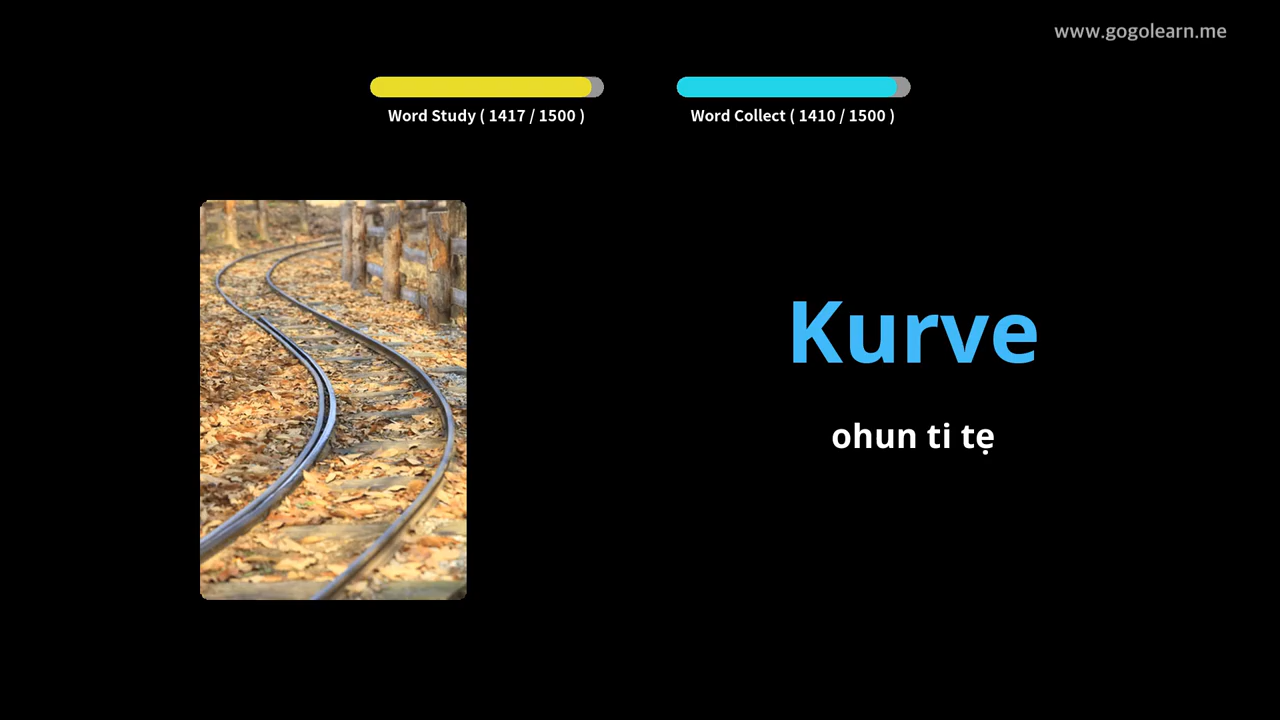 www.gogolearn.me
Word Study ( 1417 / 1500 )
Word Collect ( 1410 / 1500 )
Kurve
ohun ti tẹ